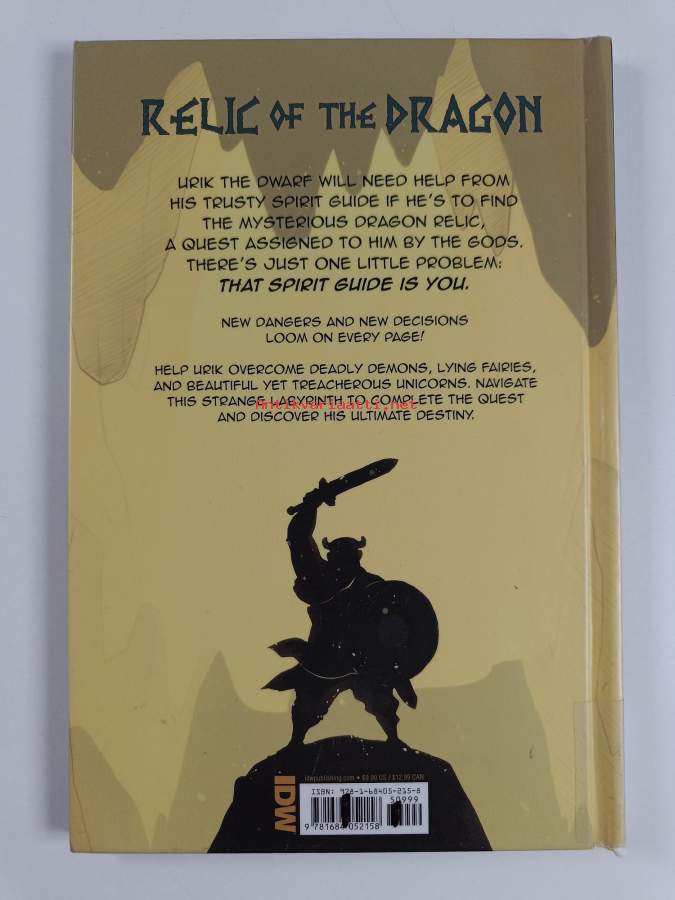 RELIC OF THE DRAGON
URIK THE DWARF WILL NEED HELP FROM
HIS TRUSTY SPIRIT GUIDE IF HE'S TO FIND
THE MYSTERIOUS DRAGON RELIC,
A QUEST ASSIGNED TO HIM BY THE GODS.
THERE'S JUST ONE LITTLE PROBLEM:
THAT SPIRIT GUIDE IS YOU.
NEW DANGERS AND NEW DECISIONS
LOOM ON EVERY PAGE!
HELP URIK OVERCOME DEADLY DEMONS, LYING FAIRIES,
AND BEAUTIFUL YET TREACHEROUS UNICORNS. NAVIGATE
THIS STRANGE LABYRINTH TO COMPLETE THE QUEST
Antikvariaatti.net
AND DISCOVER HIS ULTIMATE DESTINY.
idwpublishing.com • $9.99 US / $12.99 CAN
IDW
ISBN: 978-1-68405-215-8
50999
9 781684 052158